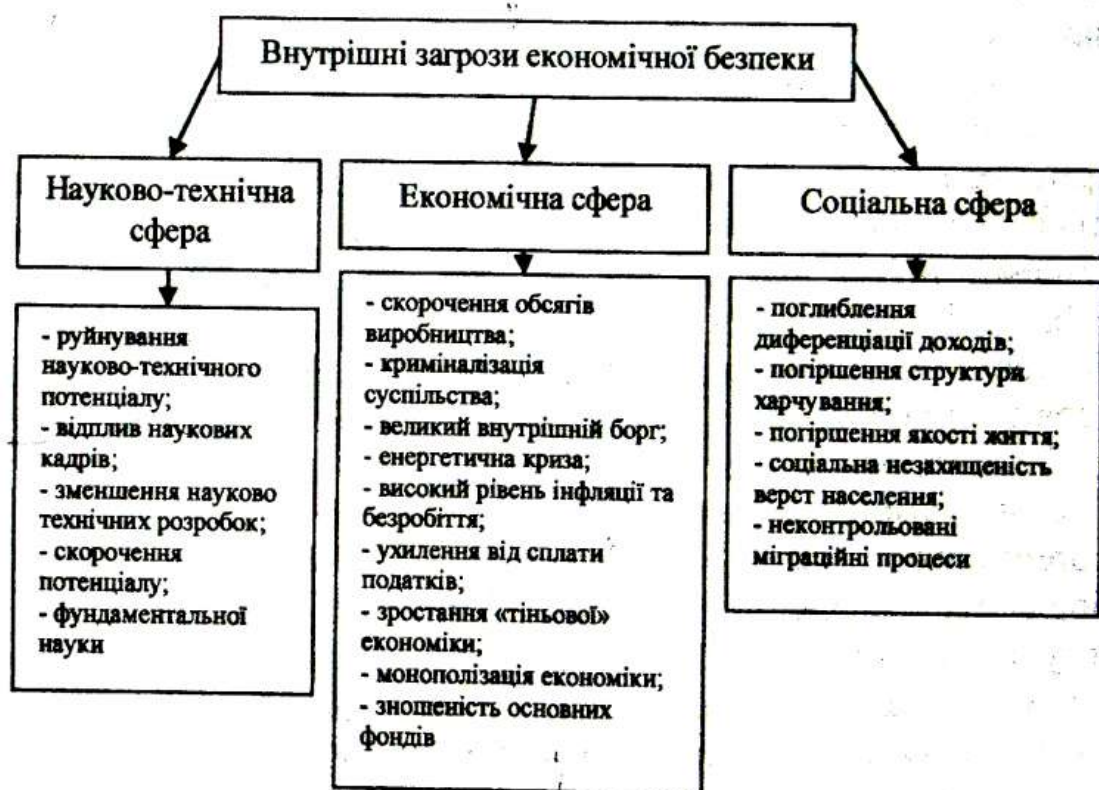 Внутрішні загрози економічної безпеки
Науково-технічна
сфера
Економічна сфера
Соціальна сфера
- руйнування
науково-технічного
потенціалу;
- відплив наукових
кадрів;
- зменшення науково
технічних розробок;
- скорочення
потенціалу;
- фундаментальної
науки
- скорочення обсягів
виробництва;
- криміналізація
суспільства;
- великий внутрішній борг;
- енергетична криза;
- високий рівень інфляції та
безробіття;
- ухилення від сплати
податків;
- зростання «тіньової»
економіки;
- монополізація економіки;
- зношеність основних
фондів
- поглиблення
диференціації доходів;
- погіршення структури
харчування;
- погіршення якості життя;
- соціальна незахищеність
верст населення;
- неконтрольовані
міграційні процеси